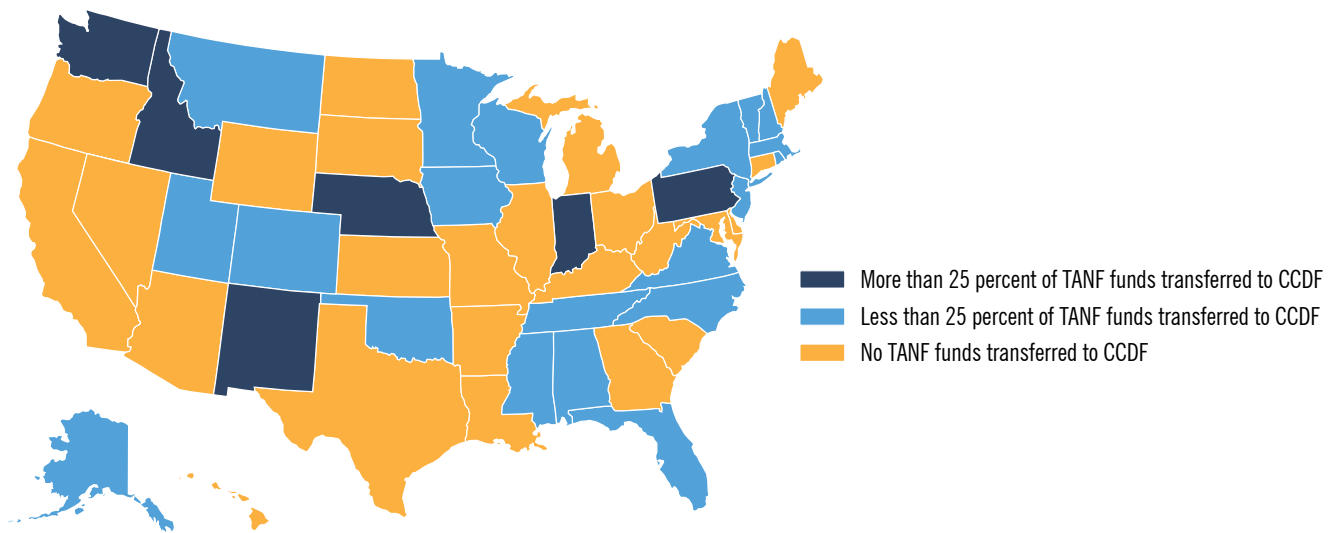 More than 25 percent of TANF funds transferred to CCDF
Less than 25 percent of TANF funds transferred to CCDF
No TANF funds transferred to CCDF